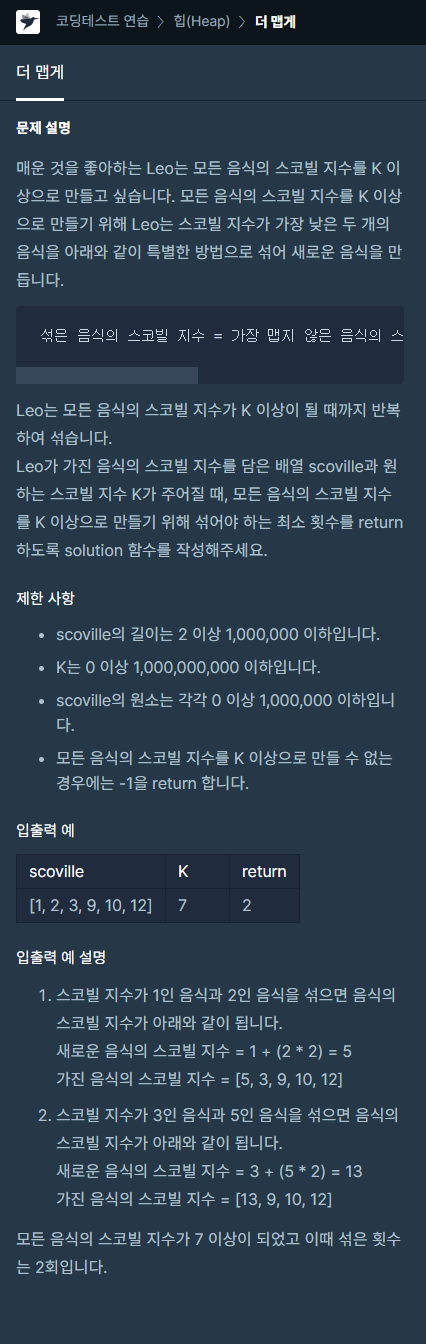 코딩테스트 연습 > 힙(Heap) > 더 맵게
더 맵게
문제 설명
매운 것을 좋아하는 Leo는 모든 음식의 스코빌 지수를 K 이
상으로 만들고 싶습니다. 모든 음식의 스코빌 지수를 K 이상
으로 만들기 위해 Leo는 스코빌 지수가 가장 낮은 두 개의
음식을 아래와 같이 특별한 방법으로 섞어 새로운 음식을 만
듭니다.
섞은 음식의 스코빌 지수 = 가장 맵지 않은 음식의 스
Leo는 모든 음식의 스코빌 지수가 K 이상이 될 때까지 반복
하여 섞습니다.
Leo가 가진 음식의 스코빌 지수를 담은 배열 scoville과 원
하는 스코빌 지수 K가 주어질 때, 모든 음식의 스코빌 지수
를 K 이상으로 만들기 위해 섞어야 하는 최소 횟수를 return
하도록 solution 함수를 작성해주세요.
제한 사항
• scoville의 길이는 2 이상 1,000,000 이하입니다.
• K는 0 이상 1,000,000,000 이하입니다.
• scoville의 원소는 각각 0 이상 1,000,000 이하입니
다.
• 모든 음식의 스코빌 지수를 K 이상으로 만들 수 없는
경우에는 -1을 return 합니다.
입출력 예
scoville K return
[1, 2, 3, 9, 10, 12] 7 2
입출력 예 설명
1. 스코빌 지수가 1인 음식과 2인 음식을 섞으면 음식의
스코빌 지수가 아래와 같이 됩니다.
새로운 음식의 스코빌 지수 = 1 + (2 * 2) = 5
가진 음식의 스코빌 지수 = [5, 3, 9, 10, 12]
2. 스코빌 지수가 3인 음식과 5인 음식을 섞으면 음식의
스코빌 지수가 아래와 같이 됩니다.
새로운 음식의 스코빌 지수 = 3 + (5 * 2) = 13
가진 음식의 스코빌 지수 = [13, 9, 10, 12]
모든 음식의 스코빌 지수가 7 이상이 되었고 이때 섞은 횟수
는 2회입니다.